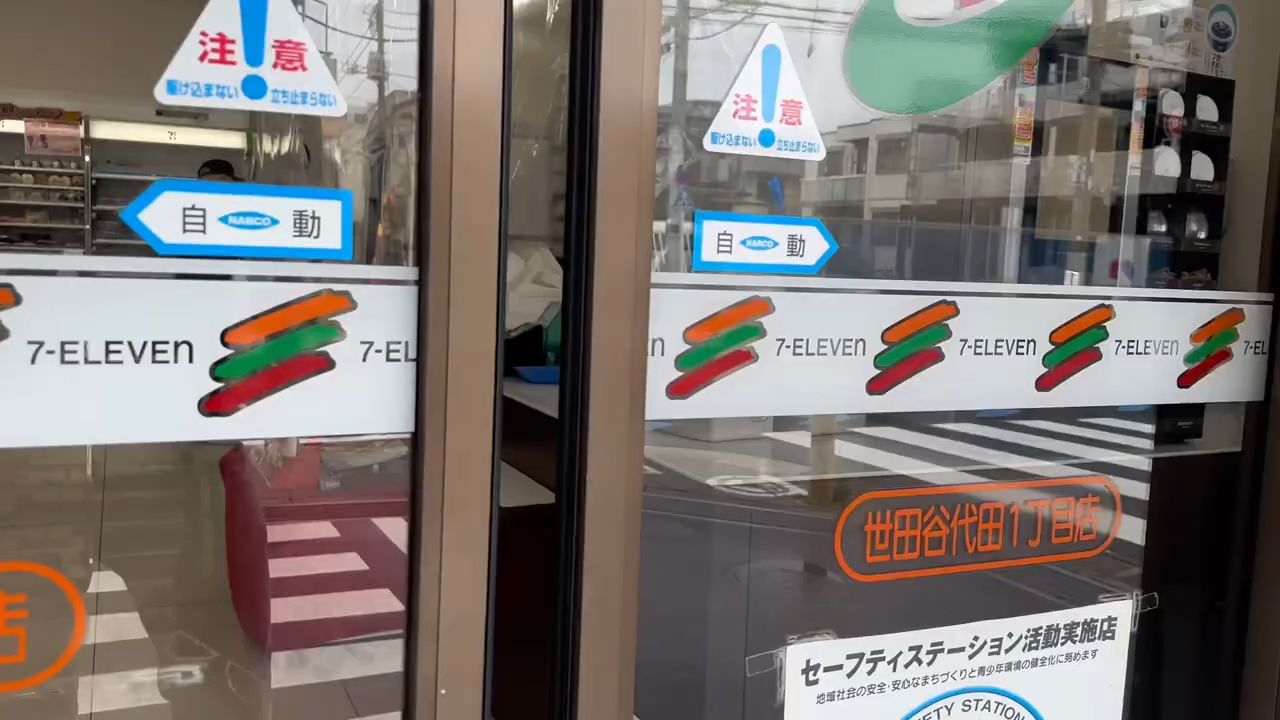 注意
駆け込まない 立ち止まらない
自 NABCO 動
7-ELEVEn 7-EL
店
注意
駆け込まない 立ち止まらない
自 NABCO 動
n 7-ELEVEn 7-ELEVEn 7-ELEVEn 7-EL
世田谷代田1丁目店
セーフティステーション活動実施店
地域社会の安全・安心なまちづくりと青少年環境の健全化に努めます
ETY STATION